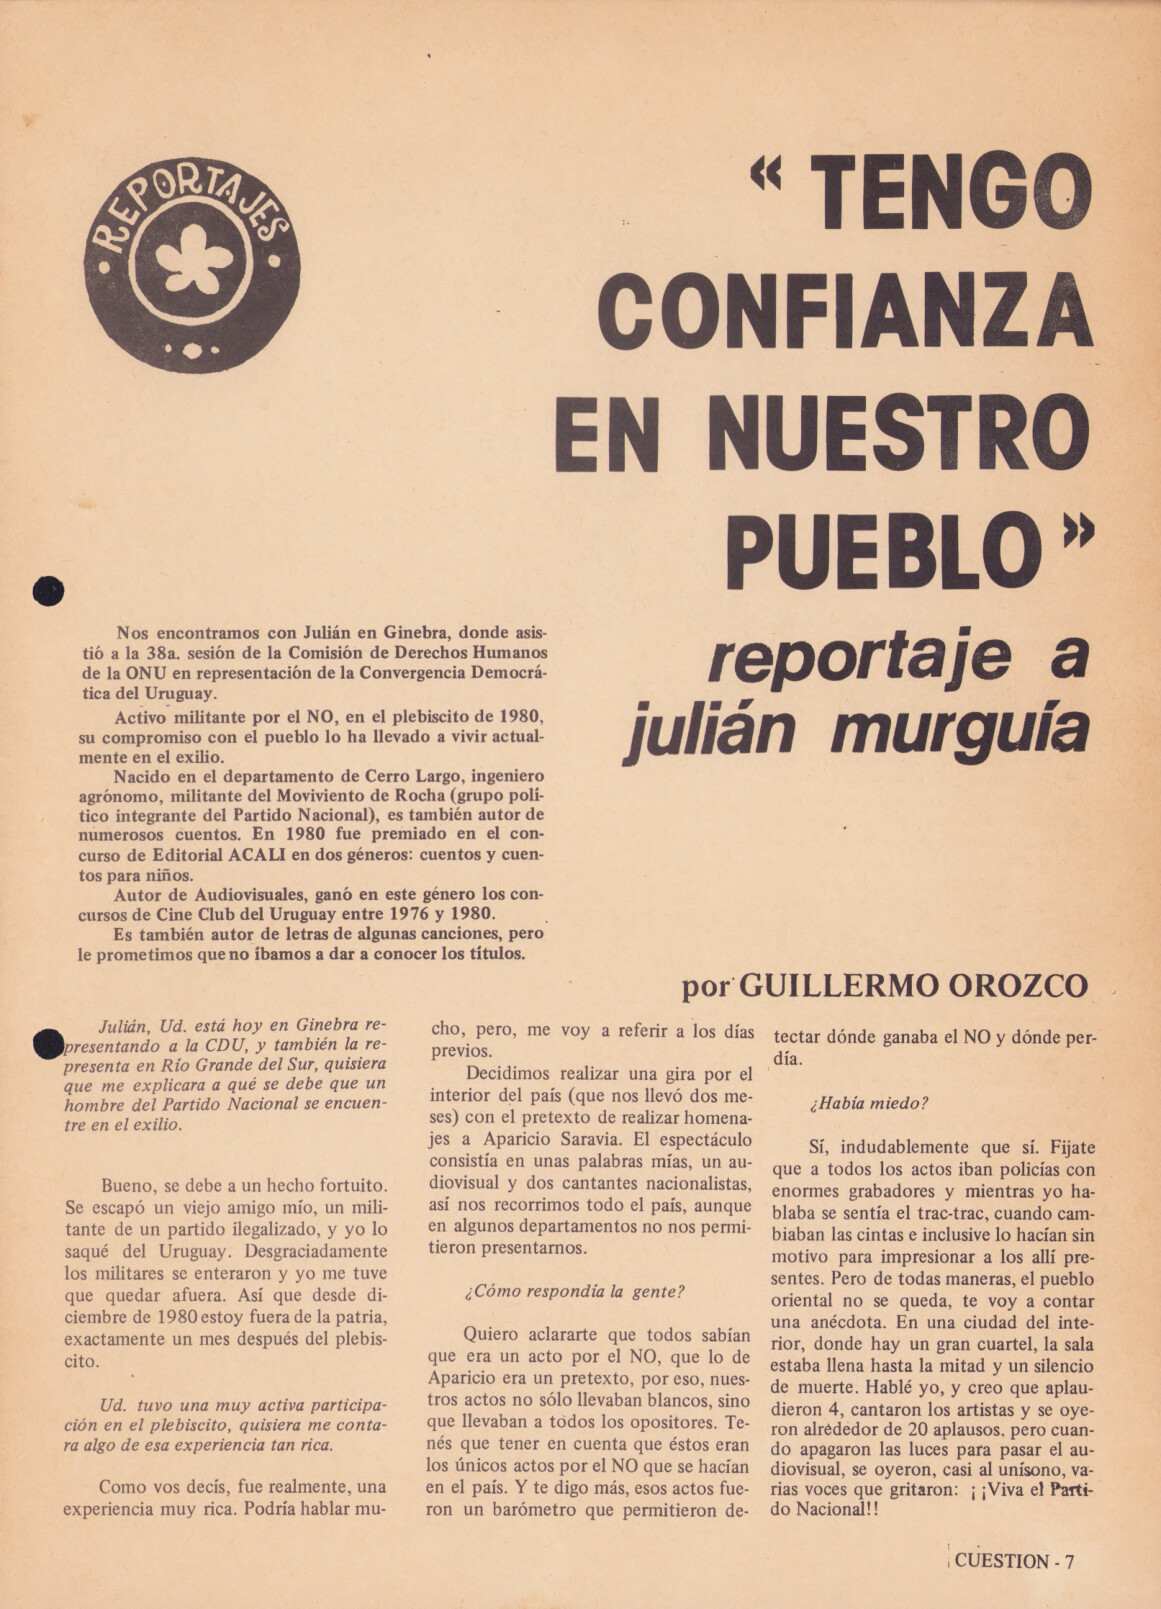 REPORTAJES
« TENGO
CONFIANZA
EN NUESTRO
PUEBLO »
reportaje a
julián murguía
Nos encontramos con Julián en Ginebra, donde asis-
tió a la 38a. sesión de la Comisión de Derechos Humanos
de la ONU en representación de la Convergencia Democrá-
tica del Uruguay.
Activo militante por el NO, en el plebiscito de 1980,
su compromiso con el pueblo lo ha llevado a vivir actual-
mente en el exilio.
Nacido en el departamento de Cerro Largo, ingeniero
agrónomo, militante del Moviviento de Rocha (grupo polí-
tico integrante del Partido Nacional), es también autor de
numerosos cuentos. En 1980 fue premiado en el con-
curso de Editorial ACALI en dos géneros: cuentos y cuen-
tos para niños.
Autor de Audiovisuales, ganó en este género los con-
cursos de Cine Club del Uruguay entre 1976 y 1980.
Es también autor de letras de algunas canciones, pero
le prometimos que no íbamos a dar a conocer los títulos.
por GUILLERMO OROZCO
Julián, Ud. está hoy en Ginebra re-
presentando a la CDU, y también la re-
presenta en Río Grande del Sur, quisiera
que me explicara a qué se debe que un
hombre del Partido Nacional se encuen-
tre en el exilio.
Bueno, se debe a un hecho fortuito.
Se escapó un viejo amigo mío, un mili-
tante de un partido ilegalizado, y yo lo
saqué del Uruguay. Desgraciadamente
los militares se enteraron y yo me tuve
que quedar afuera. Así que desde di-
ciembre de 1980 estoy fuera de la patria,
exactamente un mes después del plebis-
cito.
Ud. tuvo una muy activa participa-
ción en el plebiscito, quisiera me conta-
ra algo de esa experiencia tan rica.
Como vos decís, fue realmente, una
experiencia muy rica. Podría hablar mu-
cho, pero, me voy a referir a los días
previos.
Decidimos realizar una gira por el
interior del país (que nos llevó dos me-
ses) con el pretexto de realizar homena-
jes a Aparicio Saravia. El espectáculo
consistía en unas palabras mías, un au-
diovisual y dos cantantes nacionalistas,
así nos recorrimos todo el país, aunque
en algunos departamentos no nos permi-
tieron presentarnos.
¿Cómo respondía la gente?
Quiero aclararte que todos sabían
que era un acto por el NO, que lo de
Aparicio era un pretexto, por eso, nues-
tros actos no sólo llevaban blancos, sino
que llevaban a todos los opositores. Te-
nés que tener en cuenta que éstos eran
los únicos actos por el NO que se hacían
en el país. Y te digo más, esos actos fue-
ron un barómetro que permitieron de-
tectar dónde ganaba el NO y dónde per-
día.
¿Había miedo?
Sí, indudablemente que sí. Fijate
que a todos los actos iban policías con
enormes grabadores y mientras yo ha-
blaba se sentía el trac-trac, cuando cam-
biaban las cintas e inclusive lo hacían sin
motivo para impresionar a los allí pre-
sentes. Pero de todas maneras, el pueblo
oriental no se queda, te voy a contar
una anécdota. En una ciudad del inte-
rior, donde hay un gran cuartel, la sala
estaba llena hasta la mitad y un silencio
de muerte. Hablé yo, y creo que aplau-
dieron 4, cantaron los artistas y se oye-
ron alrededor de 20 aplausos, pero cuan-
do apagaron las luces para pasar el au-
diovisual, se oyeron, casi al unísono, va-
rias voces que gritaron: ¡ ¡Viva el Parti-
do Nacional!!
CUESTION - 7